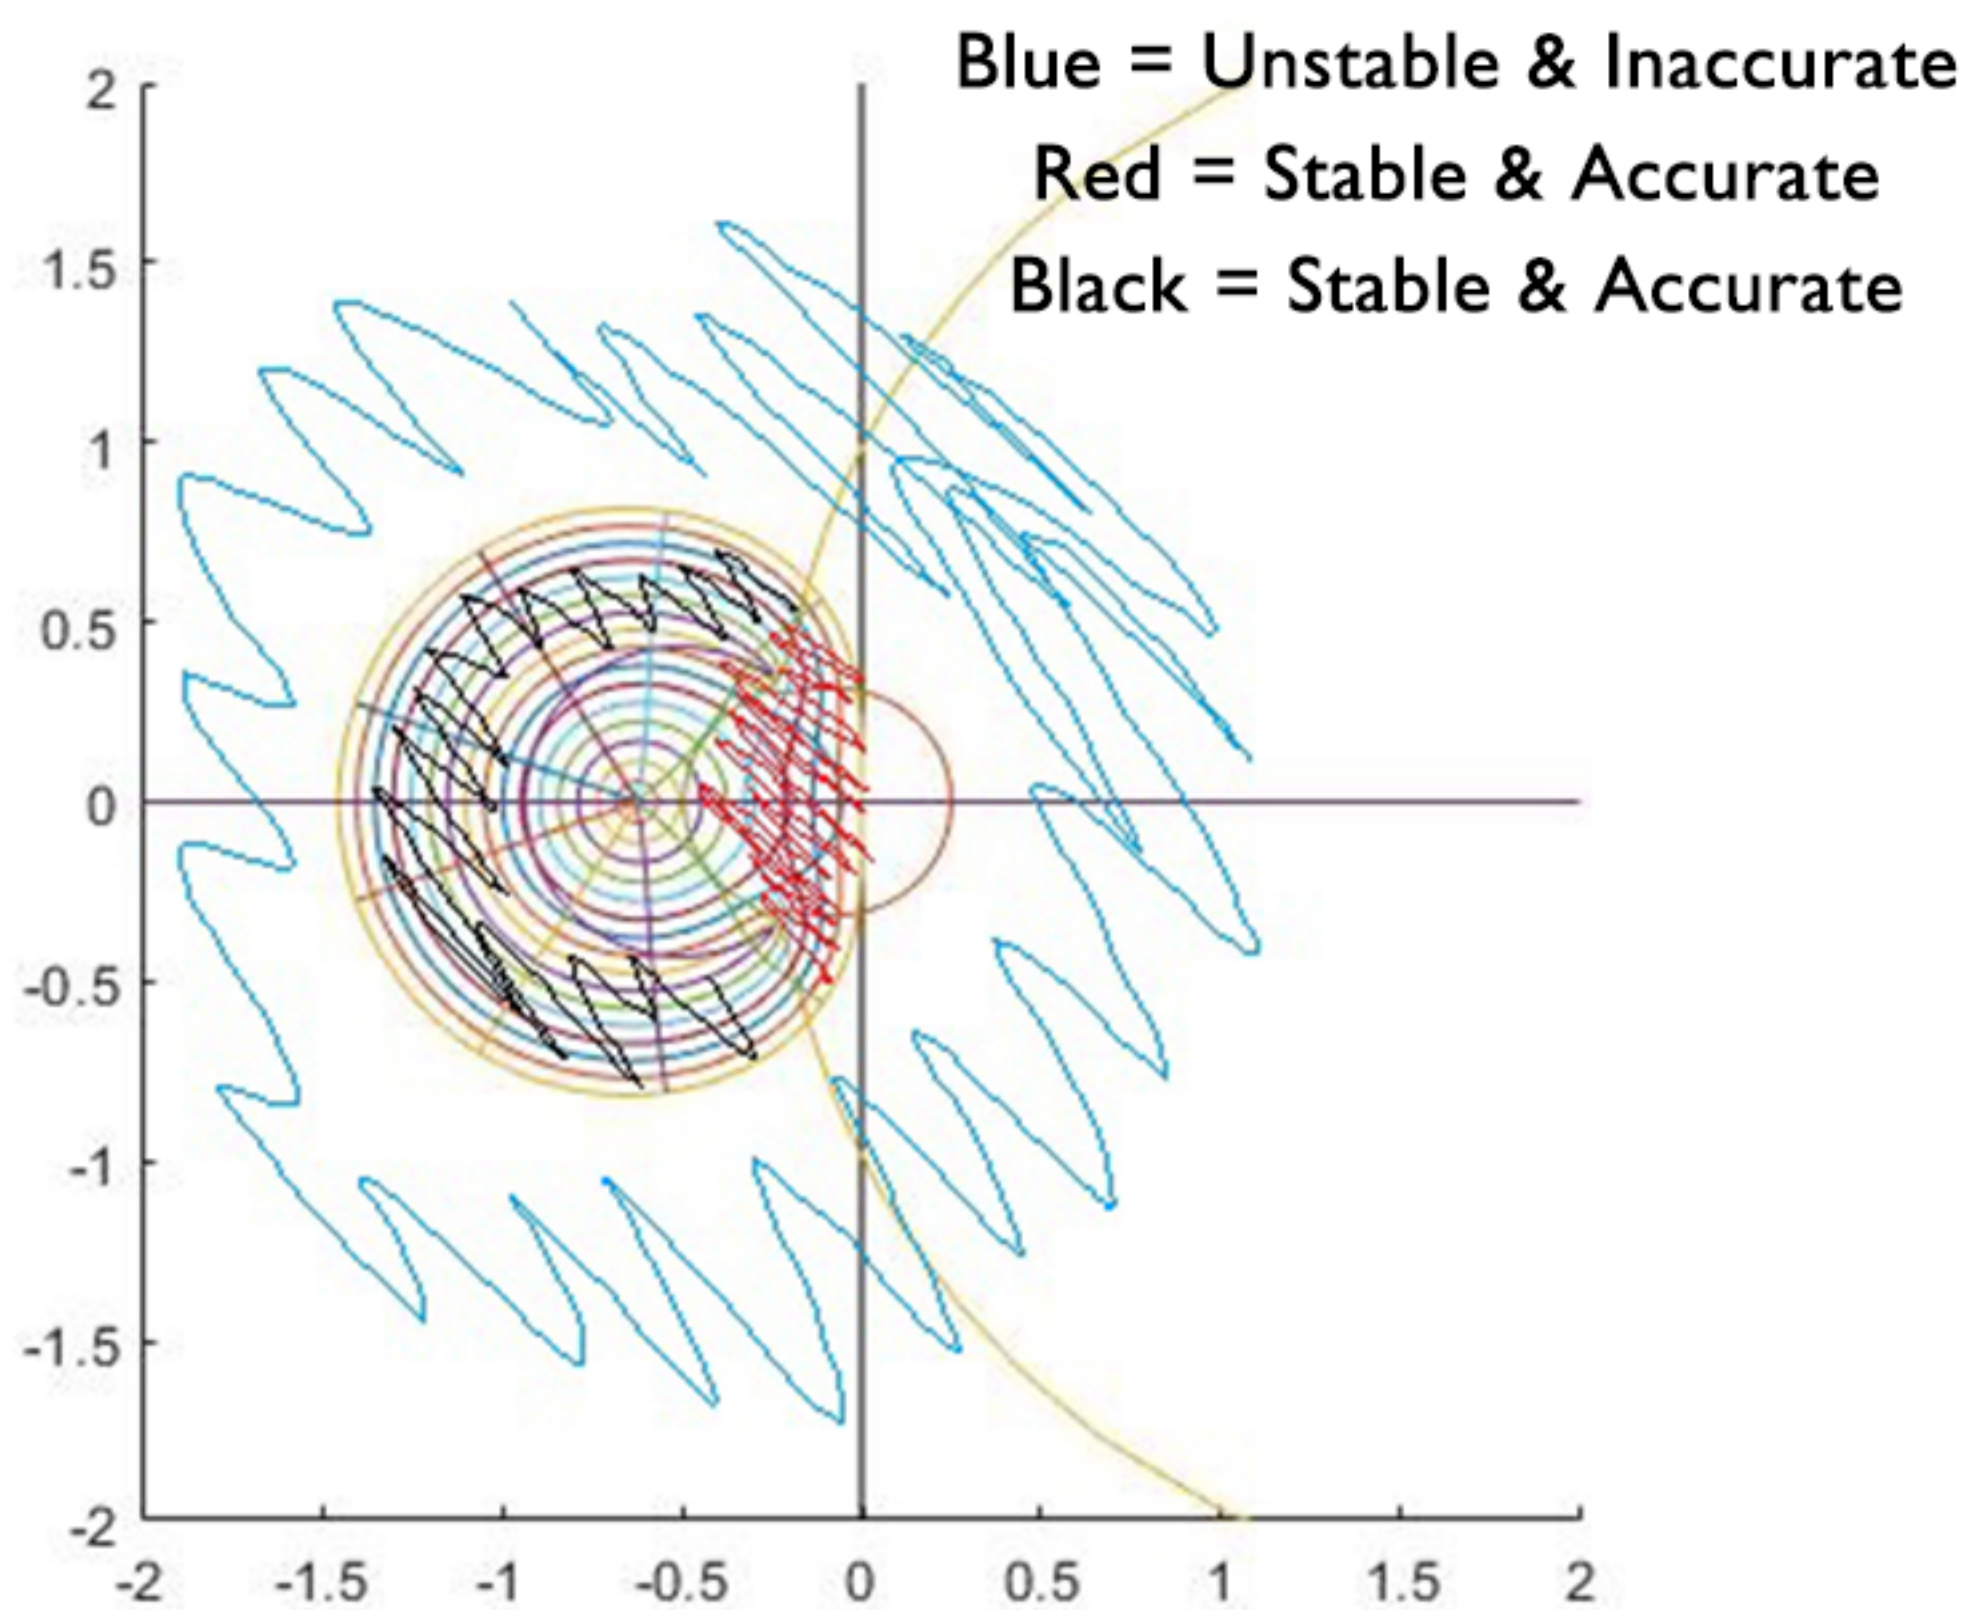 Blue = Unstable & Inaccurate
Red = Stable & Accurate
Black = Stable & Accurate
2
1.5
1
0.5
0
-0.5
-1
-1.5
-2
-2 -1.5 -1 -0.5 0 0.5 1 1.5 2